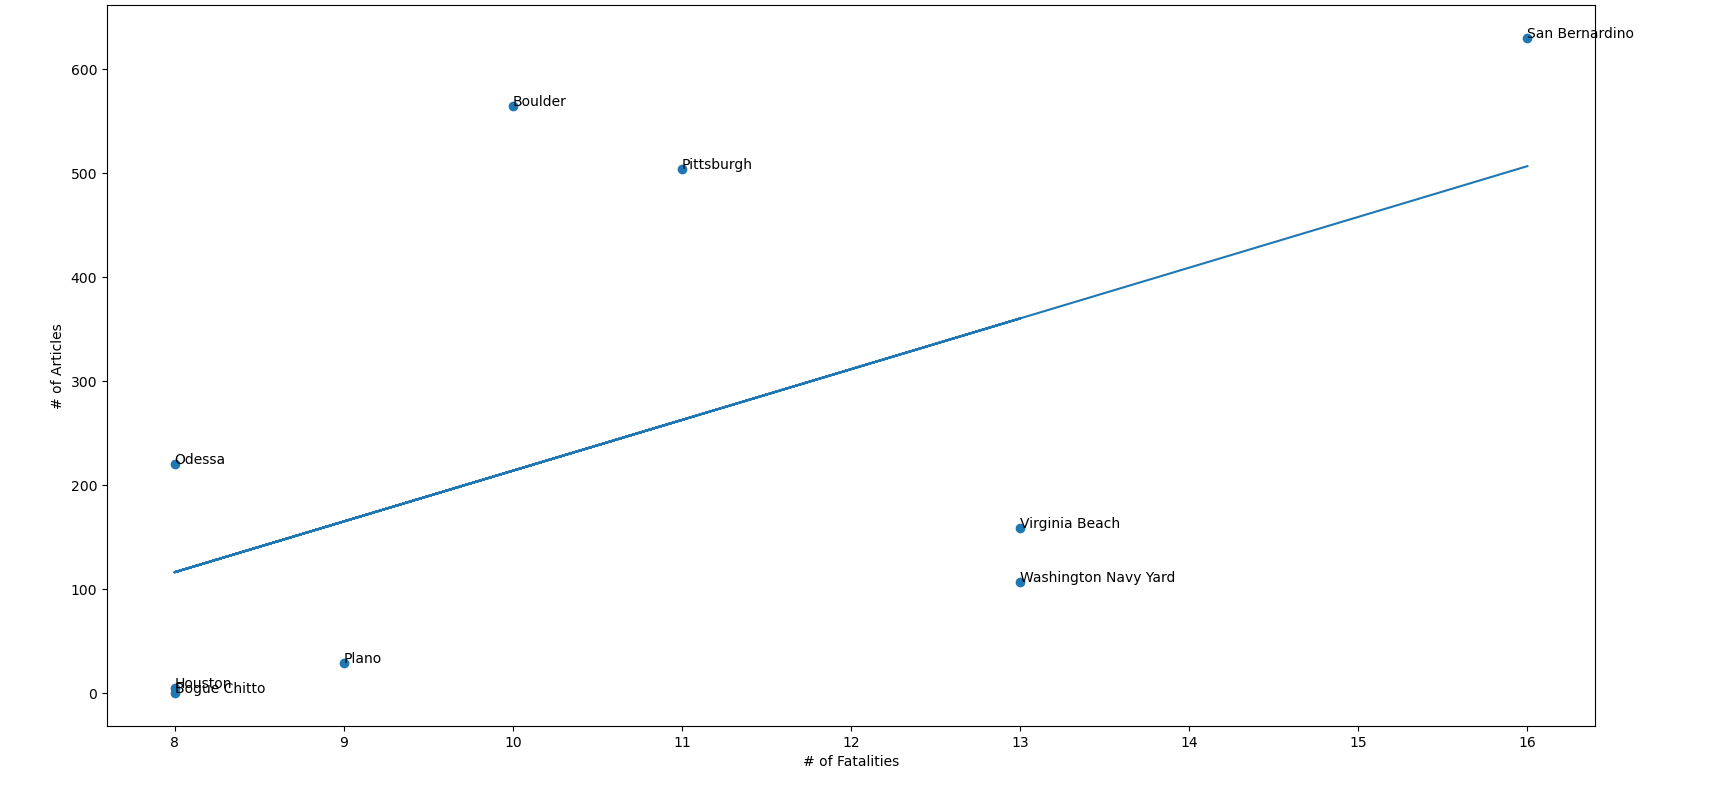 San Bernardino
600
Boulder
Pittsburgh
500
400
# of Articles
300
Odessa
200
Virginia Beach
Washington Navy Yard
100
Plano
Houston
Bogue Chitto
0
8 9 10 11 12 13 14 15 16
# of Fatalities